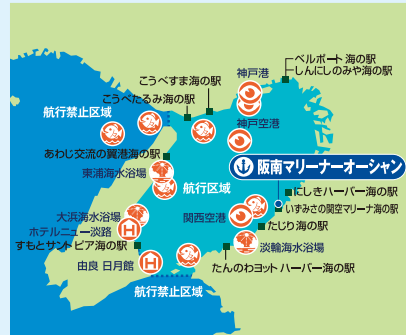 ベルポート 海の駅
しんにしのみや海の駅
神戸港
こうべすま海の駅
こうべたるみ海の駅
航行禁止区域
神戸空港
あわじ交流の翼港海の駅
阪南マリーナーオーシャン
東浦海水浴場
航行区域
にしきハーバー海の駅
いずみさの関空マリーナ海の駅
大浜海水浴場
関西空港
たじり海の駅
ホテルニュー淡路
H
すもとサントピア海の駅
淡輪海水浴場
たんのわヨットハーバー海の駅
由良 日月館
H
航行禁止区域